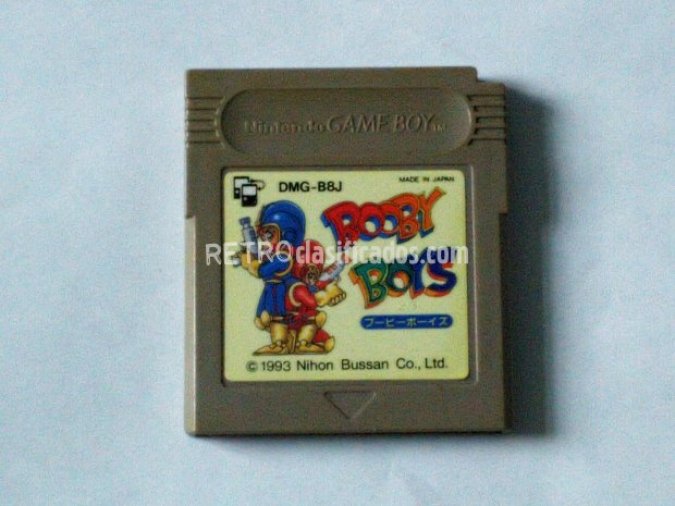 Nintendo GAME BOY TM
DMG-B8J
MADE IN JAPAN
BOOBY
RETROclasificados.com
BOYS
ブービーボーイズ
©1993 Nihon Bussan Co., Ltd.